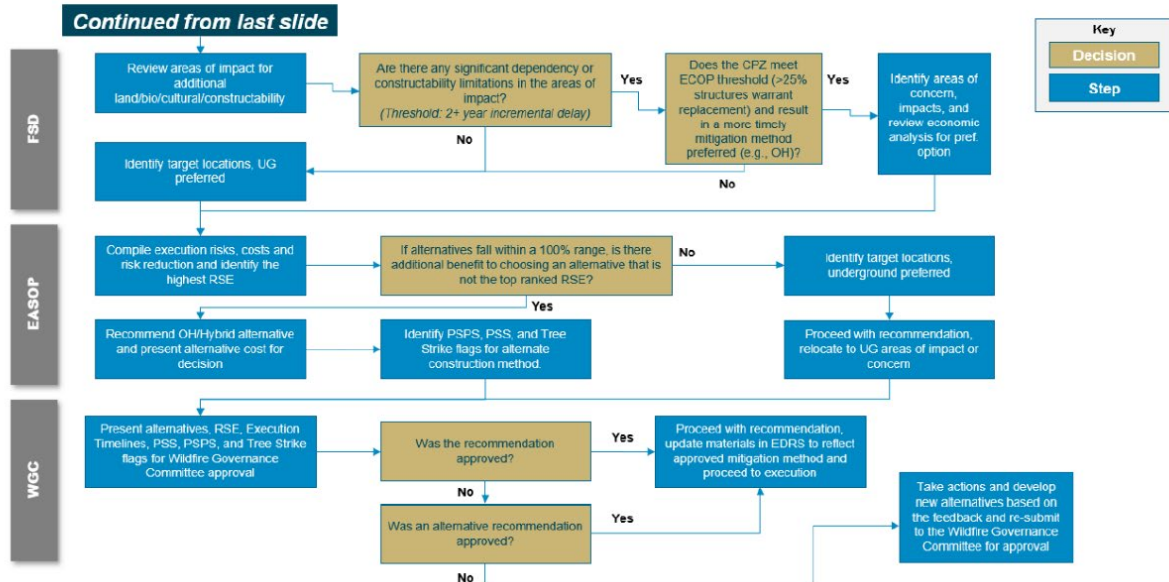 Continued from last slide
Key
Decision
Step
FSD
Review areas of impact for
additional
land/bio/cultural/constructability
Are there any significant dependency or
constructability limitations in the areas of
impact?
(Threshold: 2+ year incremental delay)
Yes
No
Does the CPZ meet
ECOP threshold (>25%
structures warrant
replacement) and result
in a more timely
mitigation method
preferred (e.g., OH)?
Yes
No
Identify areas of
concern,
impacts, and
review economic
analysis for pref.
option
Identify target locations, UG
preferred
EASOP
Compile execution risks, costs and
risk reduction and identify the
highest RSE
If alternatives fall within a 100% range, is there
additional benefit to choosing an alternative that is
not the top ranked RSE?
No
Yes
Identify target locations,
underground preferred
Recommend OH/Hybrid alternative
and present alternative cost for
decision
Identify PSPS, PSS, and Tree
Strike flags for alternate
construction method.
Proceed with recommendation,
relocate to UG areas of impact or
concern
WGC
Present alternatives, RSE, Execution
Timelines, PSS, PSPS, and Tree Strike
flags for Wildfire Governance
Committee approval
Was the recommendation
approved?
Yes
No
Proceed with recommendation,
update materials in EDRS to reflect
approved mitigation method and
proceed to execution
Was an alternative recommendation
approved?
Yes
No
Take actions and develop
new alternatives based on
the feedback and re-submit
to the Wildfire Governance
Committee for approval